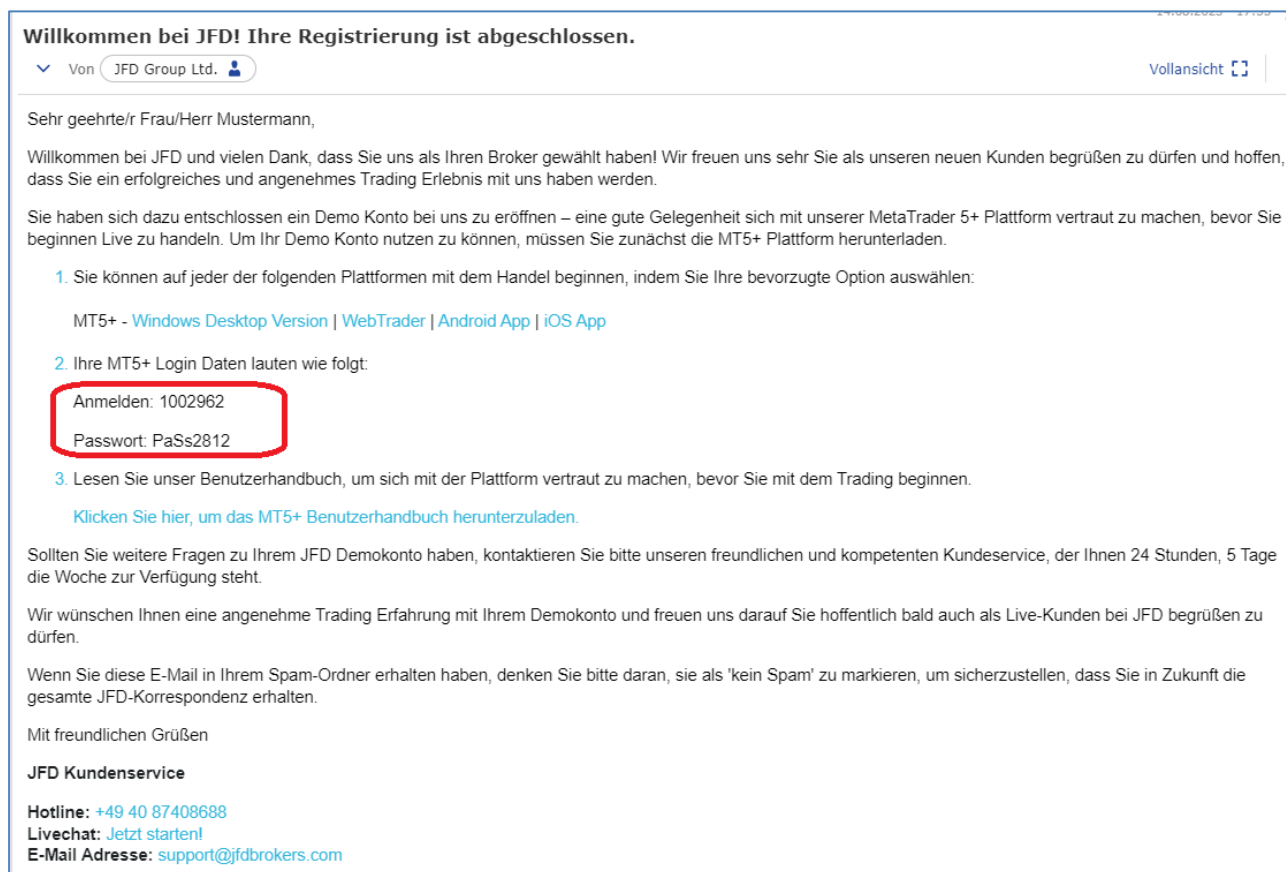 Willkommen bei JFD! Ihre Registrierung ist abgeschlossen.
Von JFD Group Ltd.
Vollansicht
Sehr geehrte/r Frau/Herr Mustermann,
Willkommen bei JFD und vielen Dank, dass Sie uns als Ihren Broker gewählt haben! Wir freuen uns sehr Sie als unseren neuen Kunden begrüßen zu dürfen und hoffen,
dass Sie ein erfolgreiches und angenehmes Trading Erlebnis mit uns haben werden.
Sie haben sich dazu entschlossen ein Demo Konto bei uns zu eröffnen – eine gute Gelegenheit sich mit unserer MetaTrader 5+ Plattform vertraut zu machen, bevor Sie
beginnen Live zu handeln. Um Ihr Demo Konto nutzen zu können, müssen Sie zunächst die MT5+ Plattform herunterladen.
1. Sie können auf jeder der folgenden Plattformen mit dem Handel beginnen, indem Sie Ihre bevorzugte Option auswählen:
MT5+ - Windows Desktop Version | WebTrader | Android App | iOS App
2. Ihre MT5+ Login Daten lauten wie folgt:
Anmelden: 1002962
Passwort: PaSs2812
3. Lesen Sie unser Benutzerhandbuch, um sich mit der Plattform vertraut zu machen, bevor Sie mit dem Trading beginnen.
Klicken Sie hier, um das MT5+ Benutzerhandbuch herunterzuladen.
Sollten Sie weitere Fragen zu Ihrem JFD Demokonto haben, kontaktieren Sie bitte unseren freundlichen und kompetenten Kundeservice, der Ihnen 24 Stunden, 5 Tage
die Woche zur Verfügung steht.
Wir wünschen Ihnen eine angenehme Trading Erfahrung mit Ihrem Demokonto und freuen uns darauf Sie hoffentlich bald auch als Live-Kunden bei JFD begrüßen zu
dürfen.
Wenn Sie diese E-Mail in Ihrem Spam-Ordner erhalten haben, denken Sie bitte daran, sie als 'kein Spam' zu markieren, um sicherzustellen, dass Sie in Zukunft die
gesamte JFD-Korrespondenz erhalten.
Mit freundlichen Grüßen
JFD Kundenservice
Hotline: +49 40 87408688
Livechat: Jetzt starten!
E-Mail Adresse: support@jfdbrokers.com